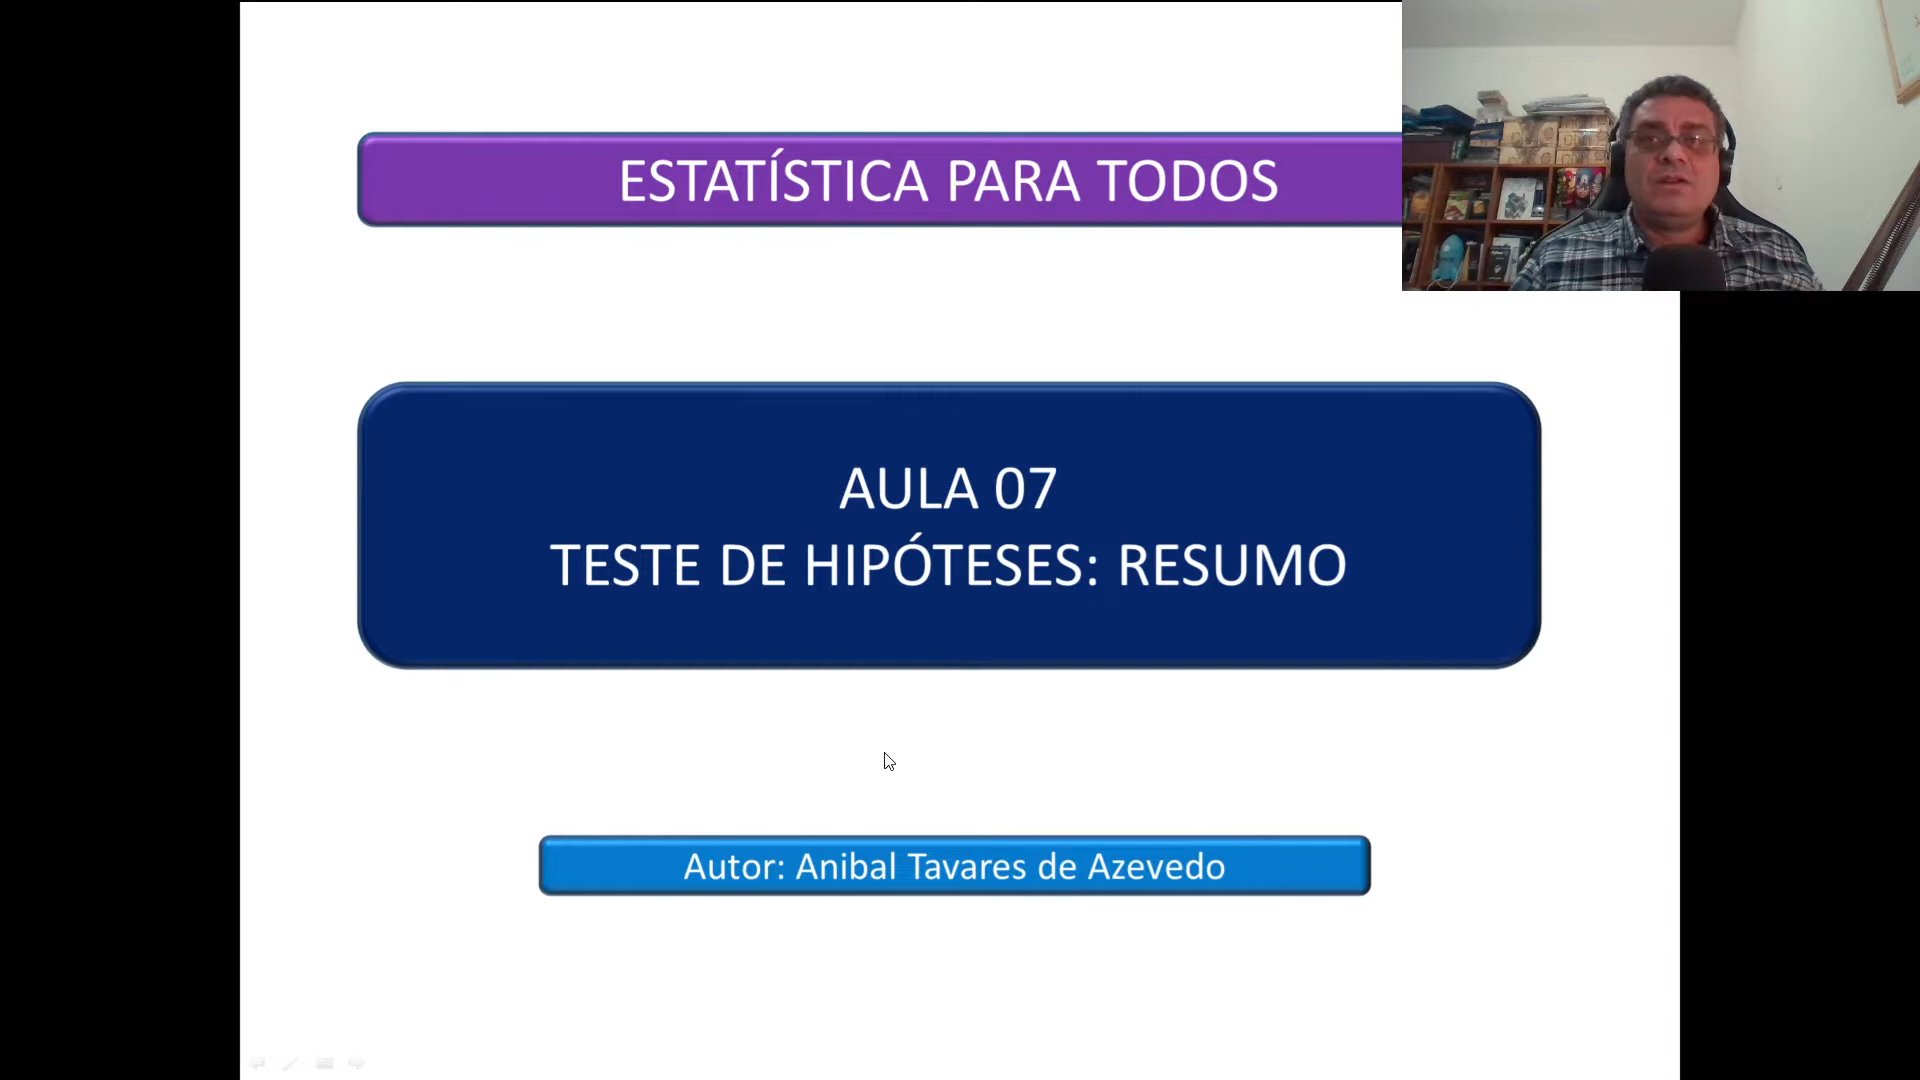 ESTATÍSTICA PARA TODOS
AULA 07
TESTE DE HIPÓTESES: RESUMO
Autor: Anibal Tavares de Azevedo